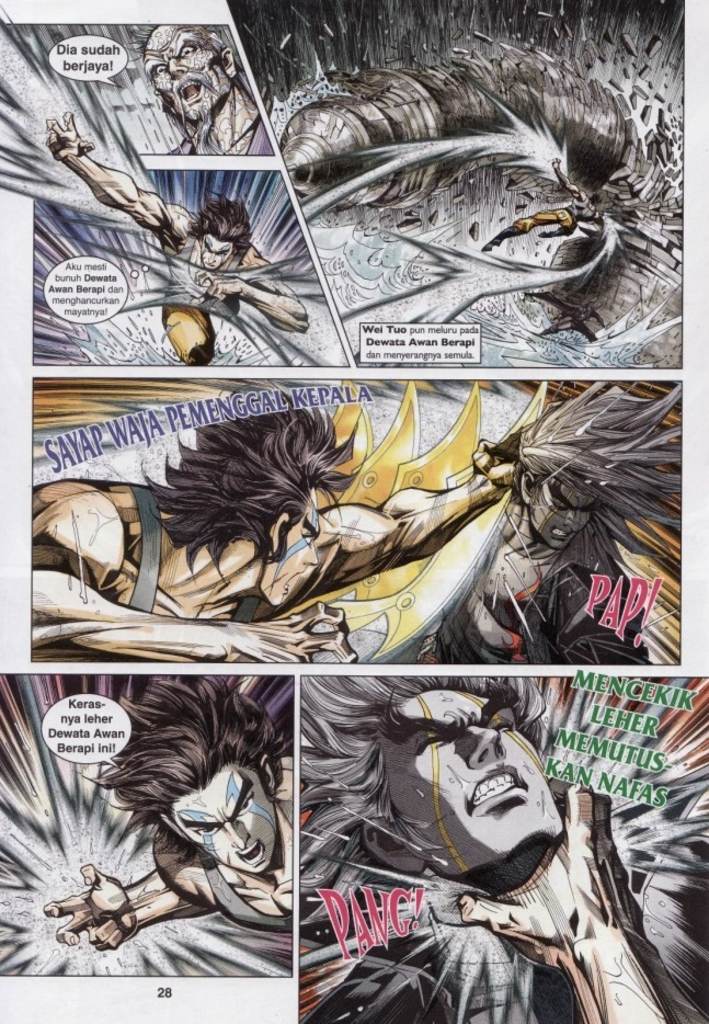 Dia sudah
berjaya!
Aku mesti
bunuh Dewata
Awan Berapi dan
menghancurkan
mayatnya!
Wei Tuo pun meluru pada
Dewata Awan Berapi
dan menyerangnya semula.
SAYAP WAJA PEMENGGAL KEPALA
PAP!
Keras-
nya leher
Dewata Awan
Berapi ini!
MENCEKIK
LEHER
MEMUTUS-
KAN NAFAS
PANG!
28